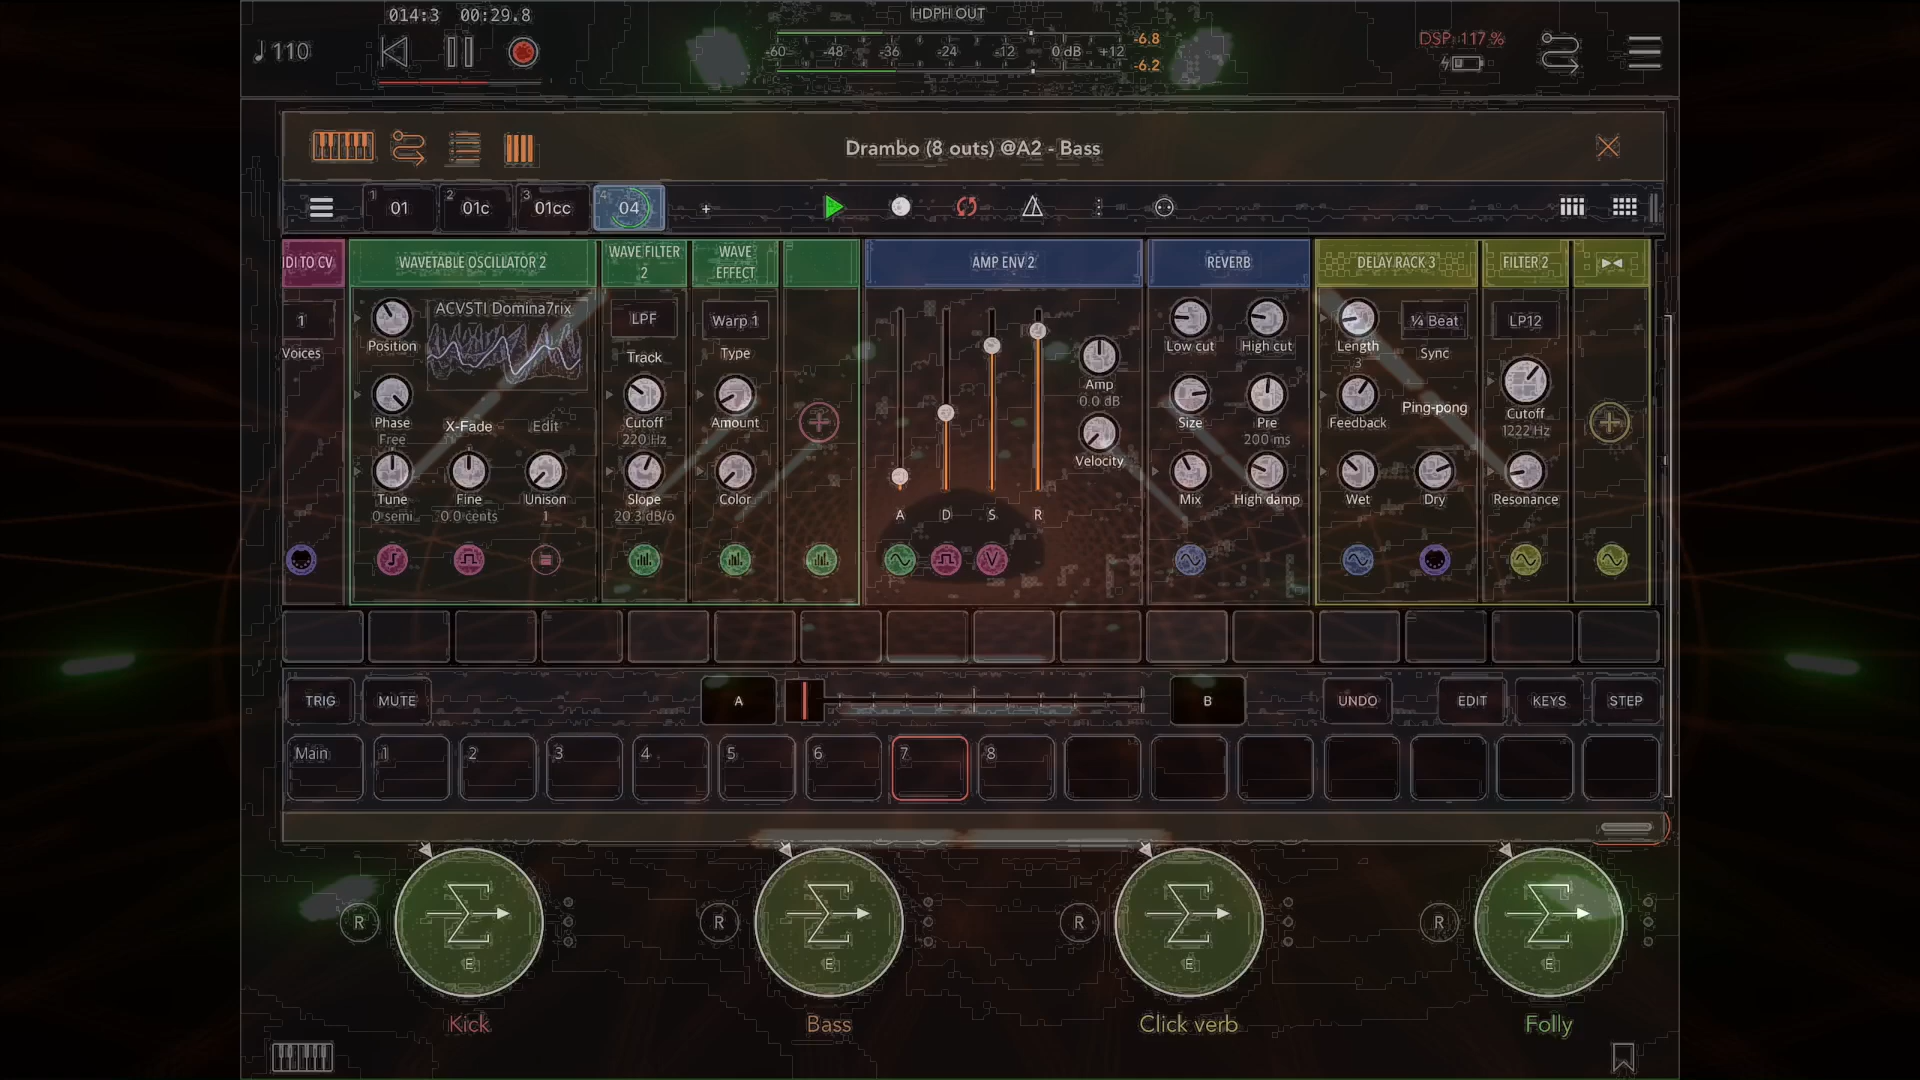 014:3 00:29.8
HDPH OUT
♩ 110
-60 -48 -36 -24 -12 0 dB +12
-6.8
-6.2
DSP: 117 %
Drambo (8 outs) @A2 - Bass
1 01
2 01c
3 01cc
4 04
+
IDI TO CV
WAVETABLE OSCILLATOR 2
WAVE FILTER 2
WAVE EFFECT
AMP ENV 2
REVERB
DELAY RACK 3
FILTER 2
1
Voices
Position
ACVSTI Domina7rix
Phase
Free
X-Fade
Edit
Tune
0 semi
Fine
0.0 cents
Unison
1
LPF
Track
Cutoff
220 Hz
Slope
20.3 dB/o
Warp 1
Type
Amount
Color
A D S R
Amp
0.0 dB
Velocity
V
Low cut
High cut
Size
Pre
200 ms
Mix
High damp
Length
3
¼ Beat
Sync
Feedback
Ping-pong
Wet
Dry
LP12
Cutoff
1222 Hz
Resonance
TRIG
MUTE
A
B
UNDO
EDIT
KEYS
STEP
Main 1 2 3 4 5 6 7 8
R Σ E
R Σ E
R Σ E
R Σ E
Kick
Bass
Click verb
Folly